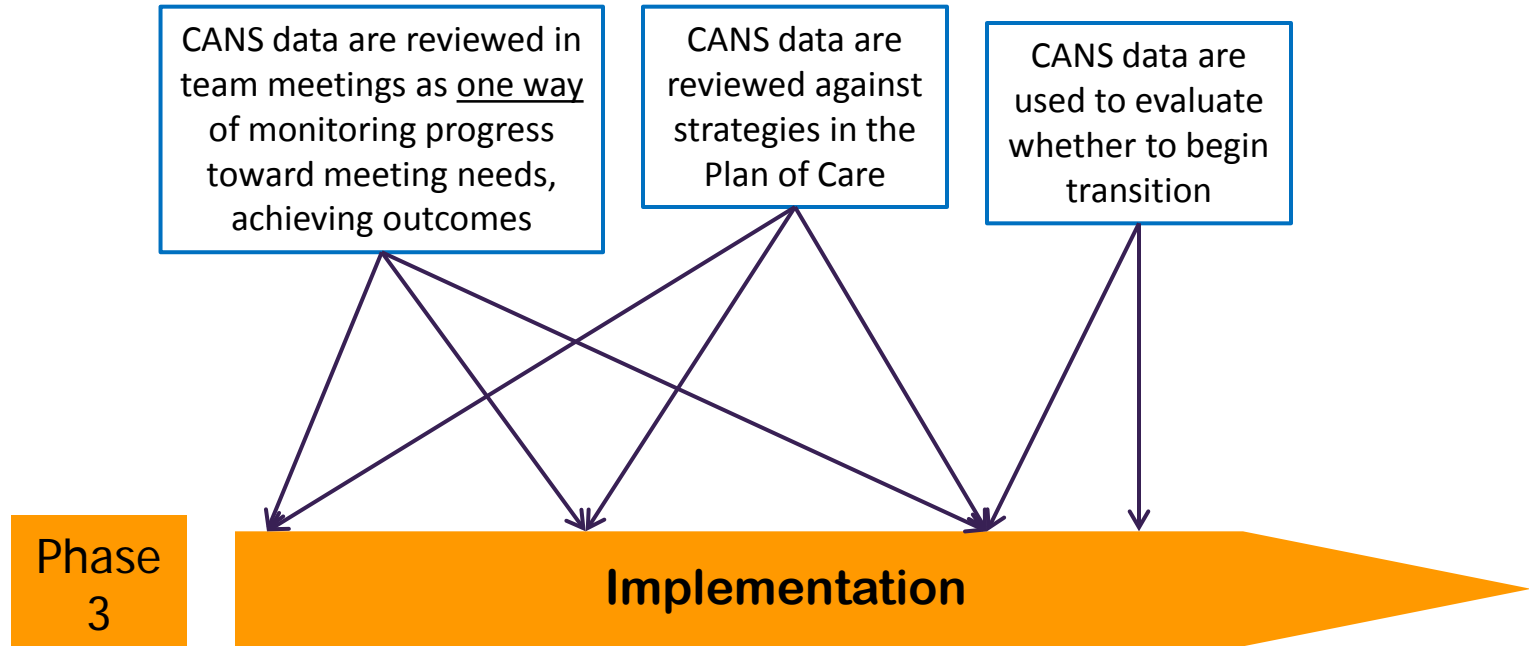 CANS data are reviewed in
team meetings as one way
of monitoring progress
toward meeting needs,
achieving outcomes
CANS data are
reviewed against
strategies in the
Plan of Care
CANS data are
used to evaluate
whether to begin
transition
Phase
3
Implementation